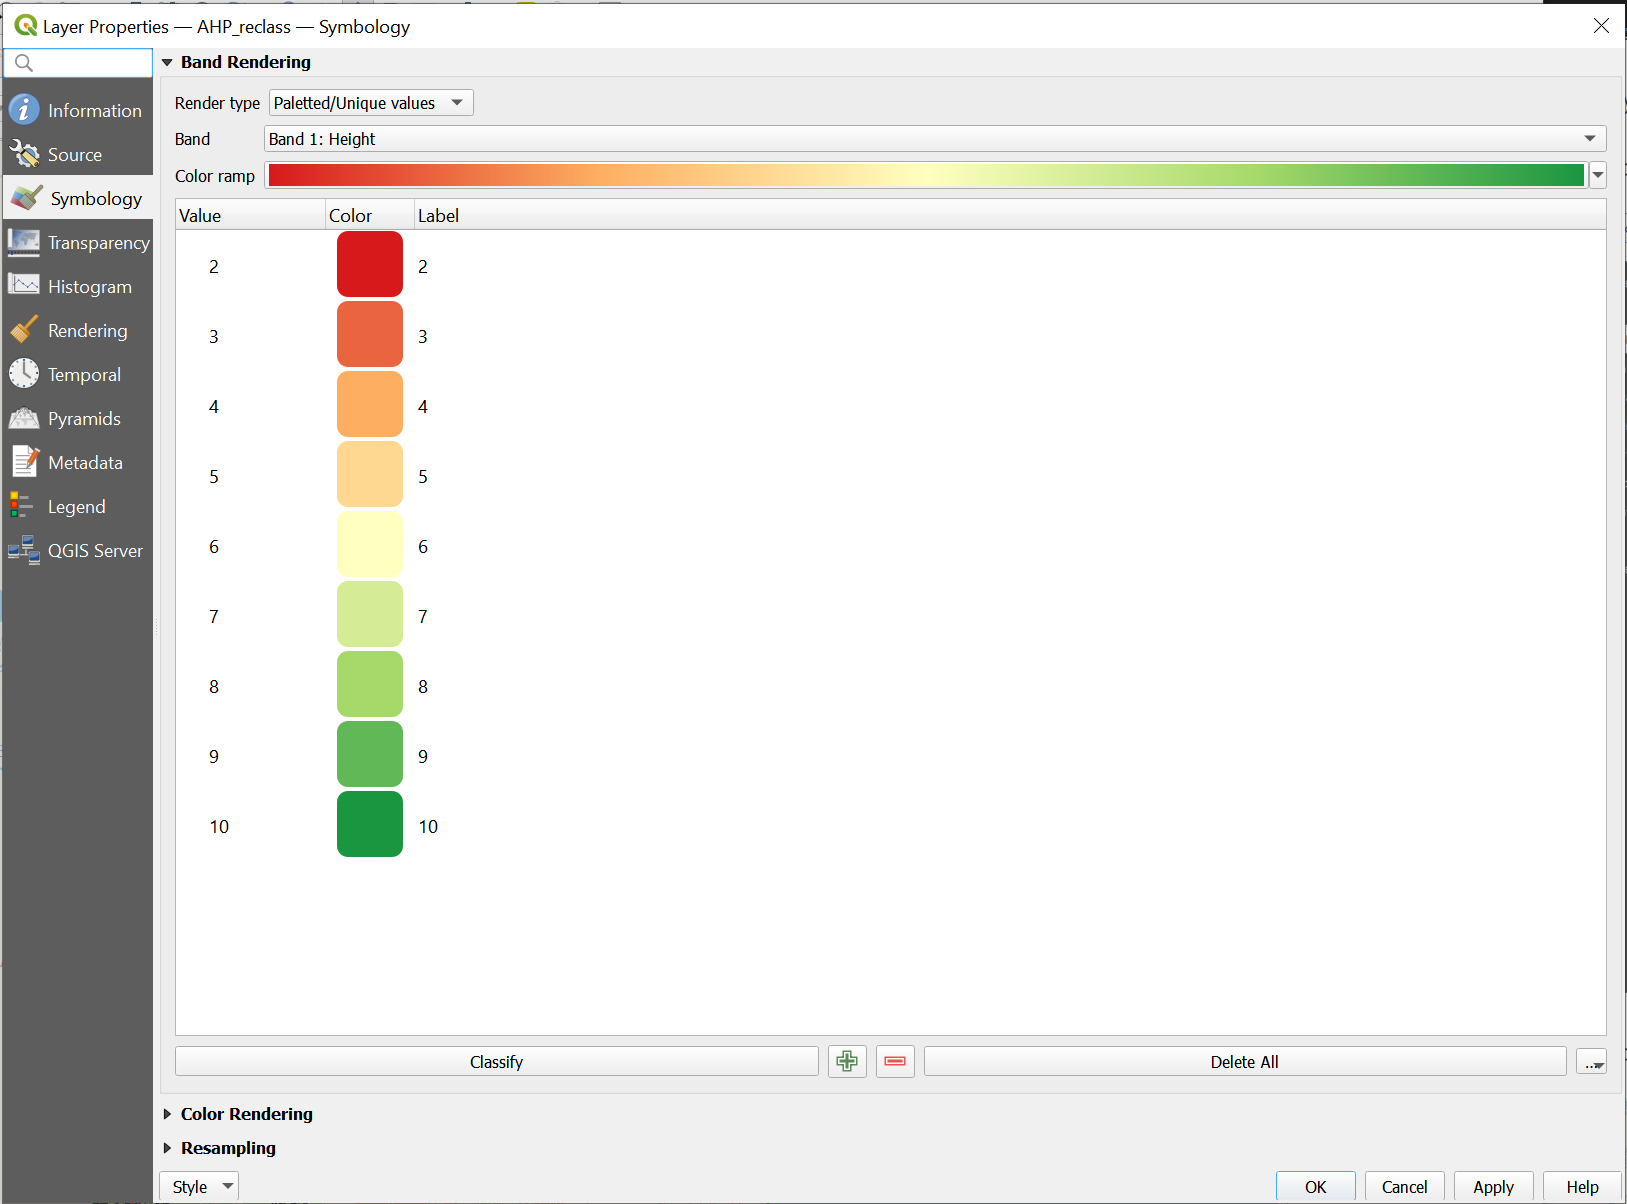 Layer Properties — AHP_reclass — Symbology
Information
Source
Symbology
Transparency
Histogram
Rendering
Temporal
Pyramids
Metadata
Legend
QGIS Server
Band Rendering
Render type Paletted/Unique values
Band Band 1: Height
Color ramp
Value Color Label
2 2
3 3
4 4
5 5
6 6
7 7
8 8
9 9
10 10
Classify Delete All ...
Color Rendering
Resampling
Style OK Cancel Apply Help